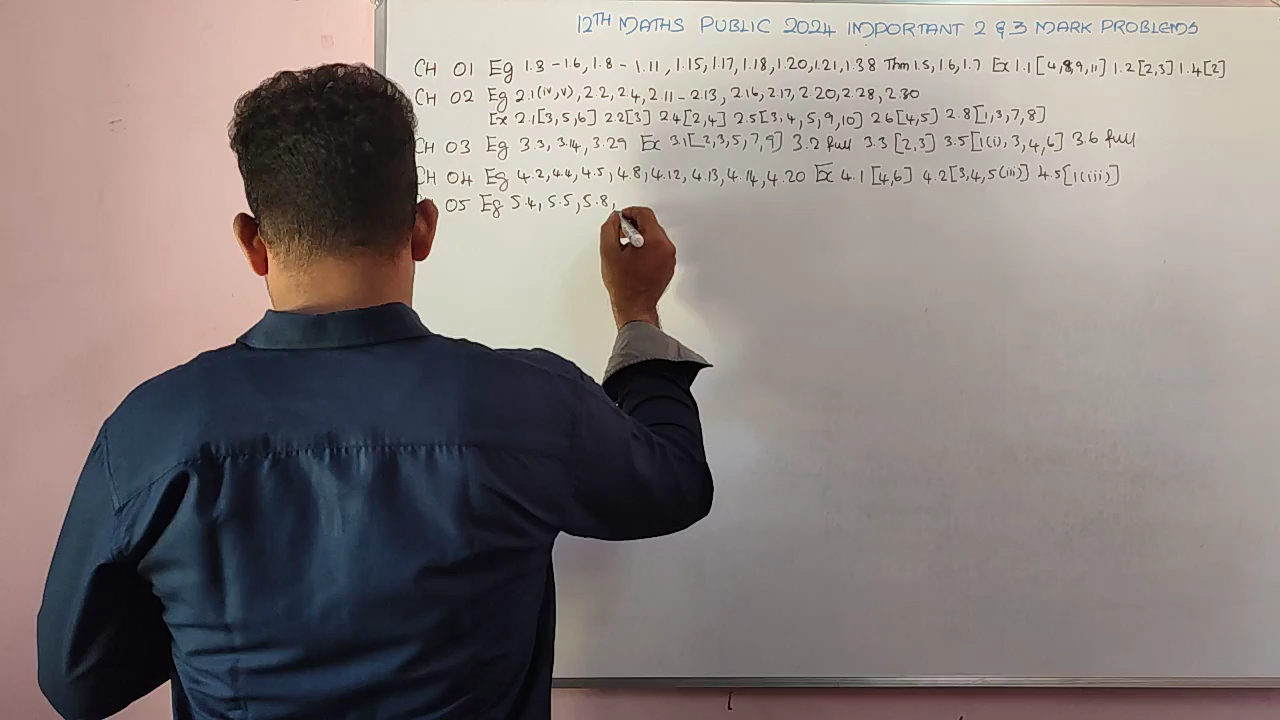 12TH MATHS PUBLIC 2024 IMPORTANT 2 & 3 MARK PROBLEMS
CH 01 Eg 1.3 - 1.6, 1.8 - 1.11, 1.15, 1.17, 1.18, 1.20, 1.21, 1.38 Thm 1.5, 1.6, 1.7 Ex 1.1 [4,8,9,11] 1.2 [2,3] 1.4 [2]
CH 02 Eg 2.1(iv,v), 2.2, 2.4, 2.11 - 2.13, 2.16, 2.17, 2.20, 2.28, 2.30
Ex 2.1[3,5,6] 2.2[3] 2.4[2,4] 2.5[3,4,5,9,10] 2.6[4,5] 2.8[1,3,7,8]
CH 03 Eg 3.3, 3.14, 3.29 Ex 3.1[2,3,5,7,9] 3.2 full 3.3 [2,3] 3.5[1(i),3,4,6] 3.6 full
CH 04 Eg 4.2, 4.4, 4.5, 4.8, 4.12, 4.13, 4.14, 4.20 Ex 4.1 [4,6] 4.2[3,4,5(iii)] 4.5[1(iii)]
05 Eg 5.4, 5.5, 5.8,